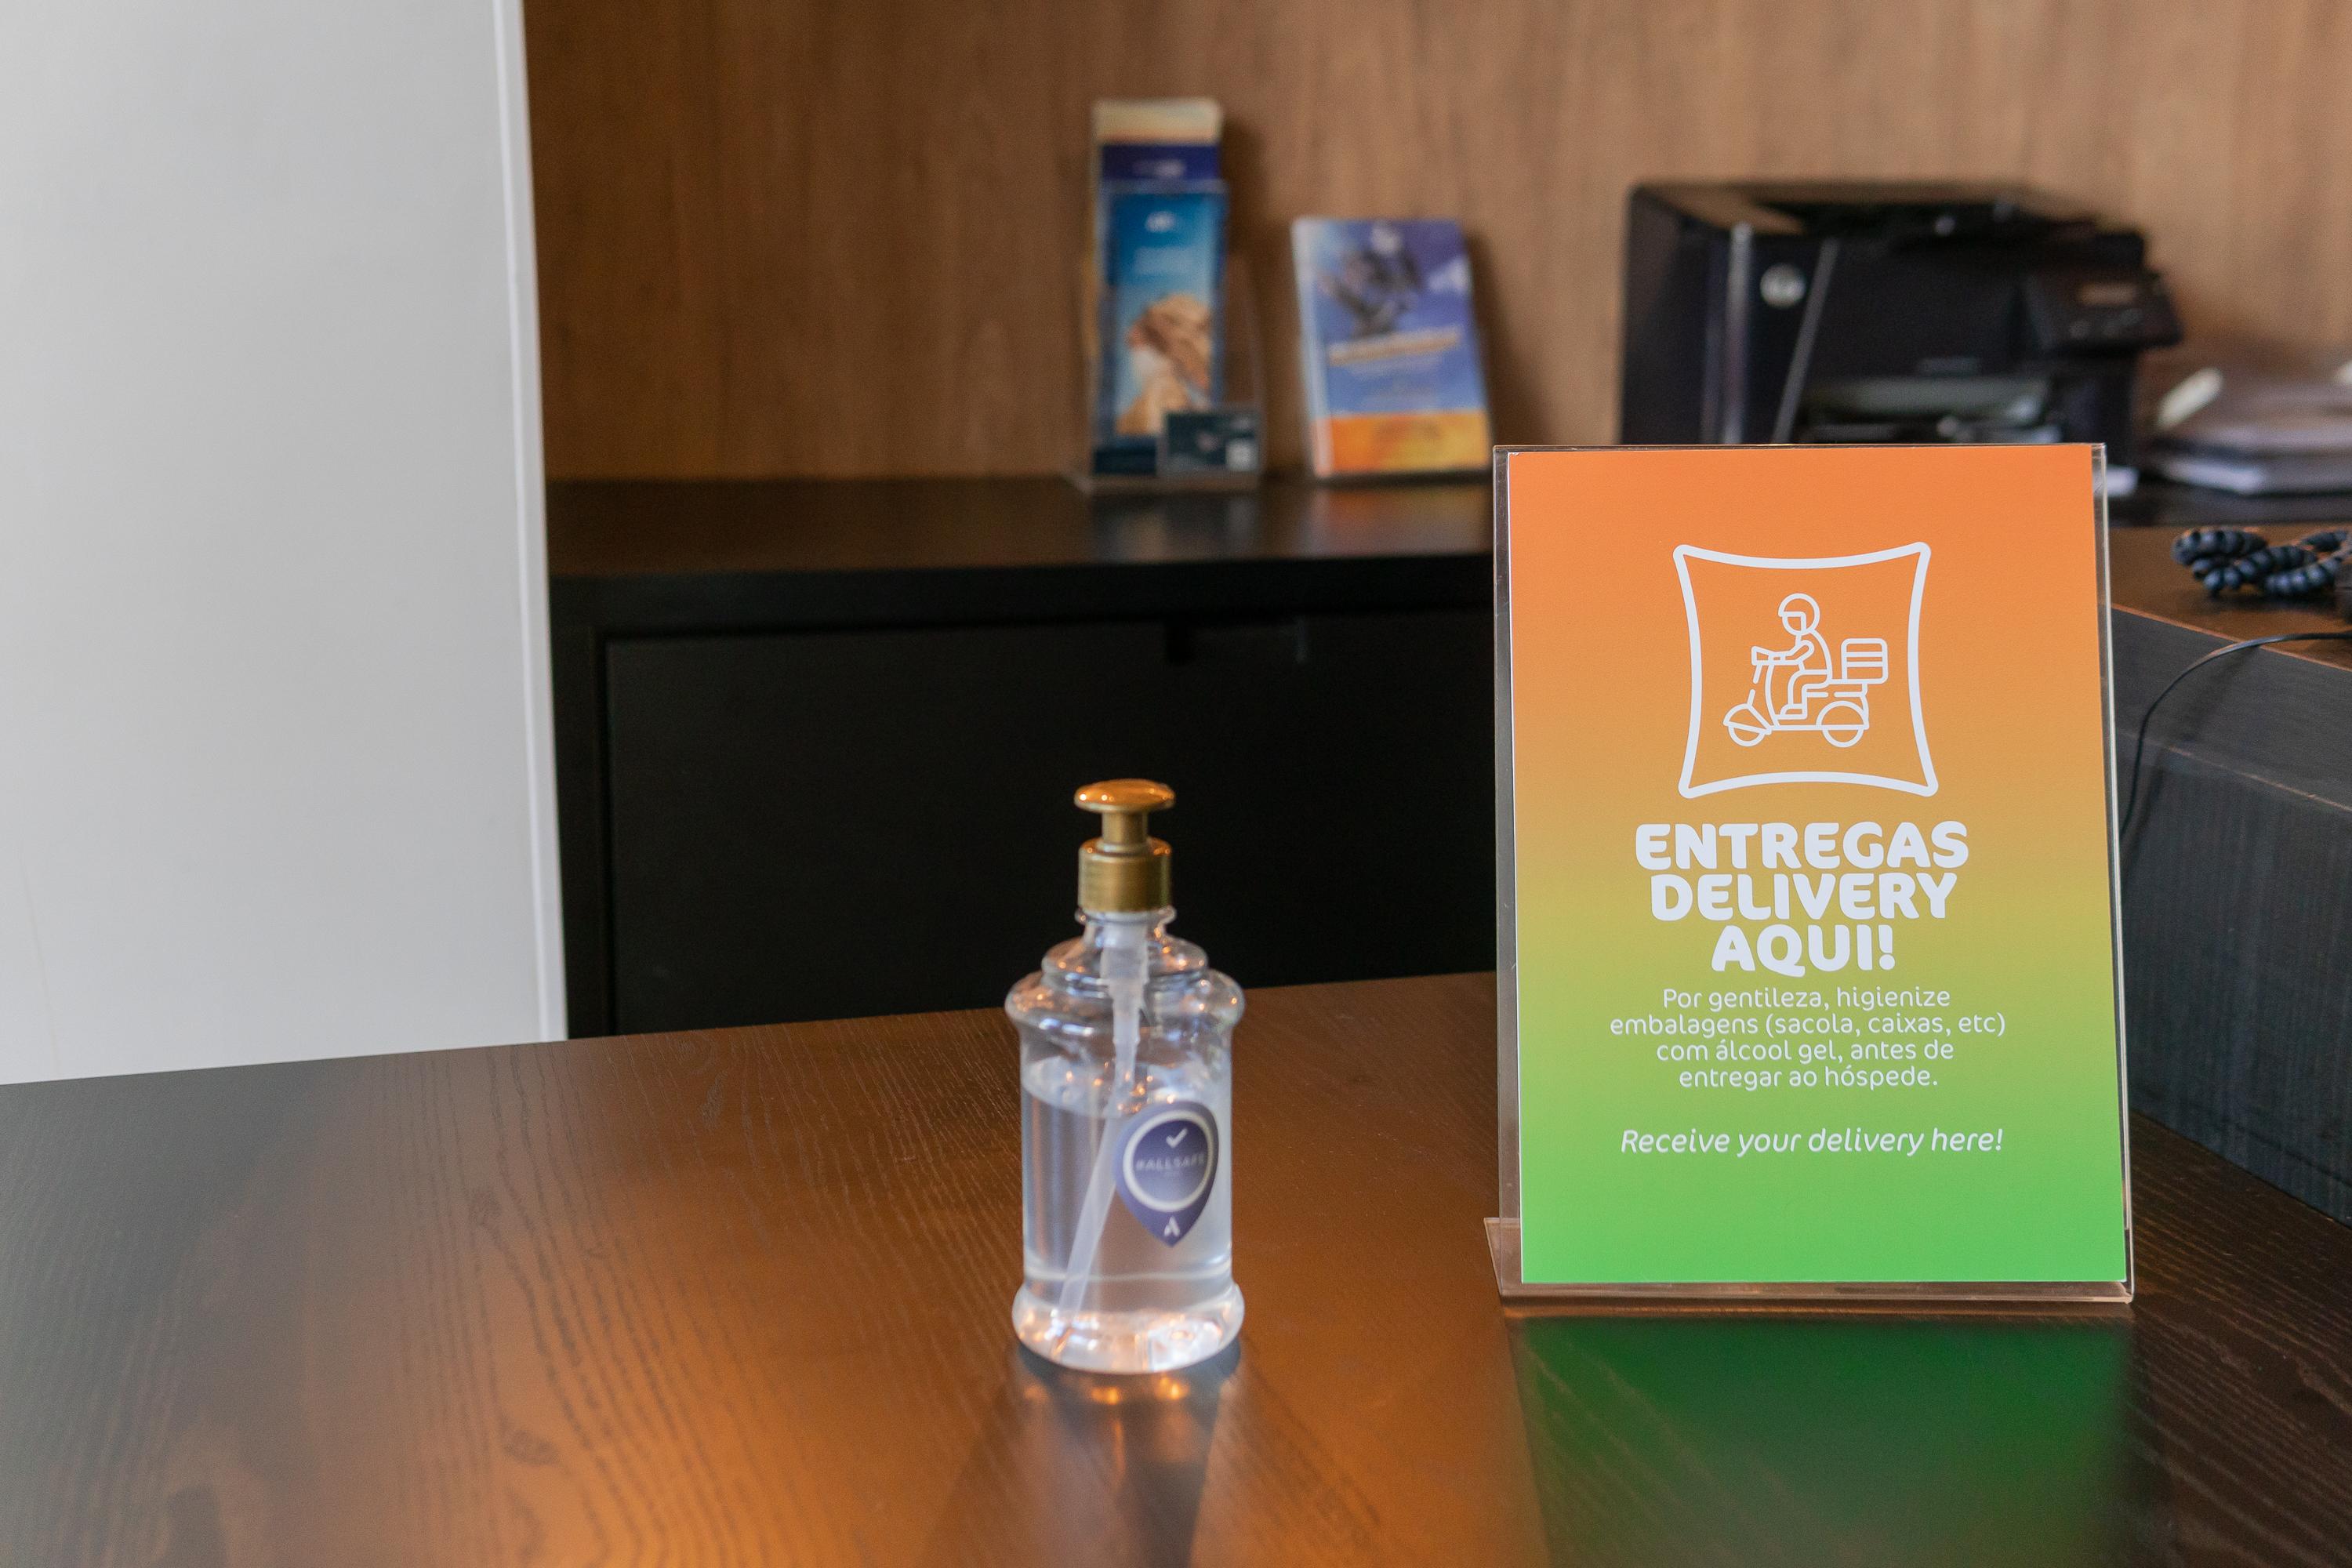 ENTREGAS
DELIVERY
AQUI!
Por gentileza, higienize
embalagens (sacola, caixas, etc)
com álcool gel, antes de
entregar ao hóspede.
Receive your delivery here!
#ALLSAFE